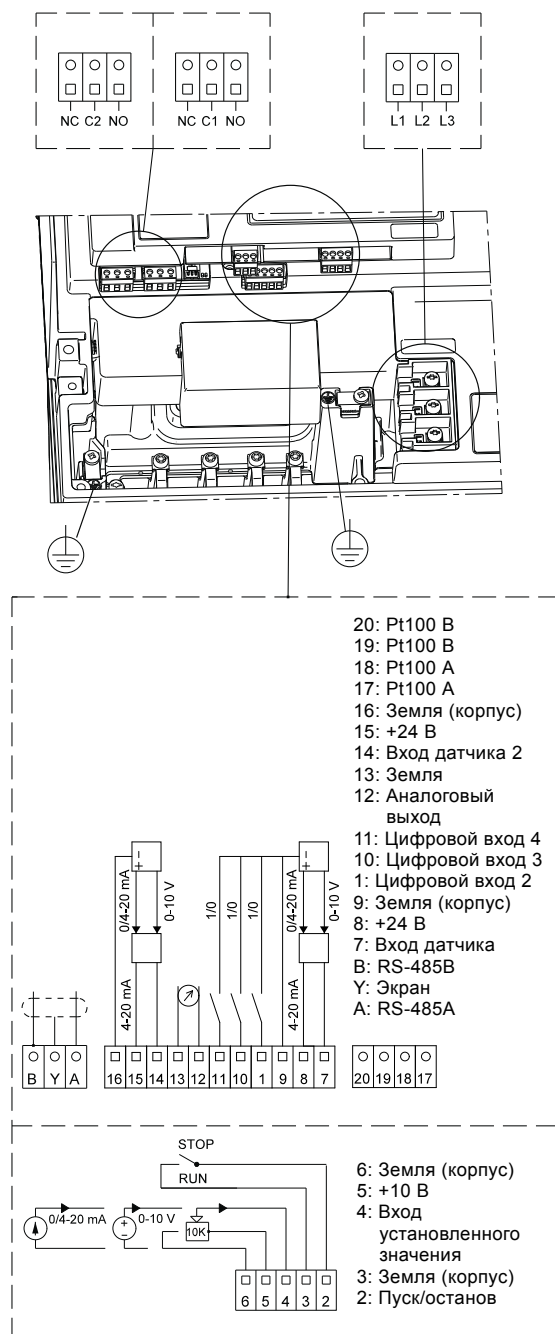 NC C2 NO
NC C1 NO
L1 L2 L3
20: Pt100 B
19: Pt100 B
18: Pt100 A
17: Pt100 A
16: Земля (корпус)
15: +24 В
14: Вход датчика 2
13: Земля
12: Аналоговый
выход
11: Цифровой вход 4
10: Цифровой вход 3
1: Цифровой вход 2
9: Земля (корпус)
8: +24 В
7: Вход датчика
B: RS-485B
Y: Экран
A: RS-485A
0/4-20 mA
0-10 V
1/0
1/0
1/0
0/4-20 mA
0-10 V
4-20 mA
4-20 mA
B Y A
16 15 14 13 12 11 10 1 9 8 7
20 19 18 17
STOP
RUN
0/4-20 mA
0-10 V
10K
6 5 4 3 2
6: Земля (корпус)
5: +10 В
4: Вход
установленного
значения
3: Земля (корпус)
2: Пуск/останов